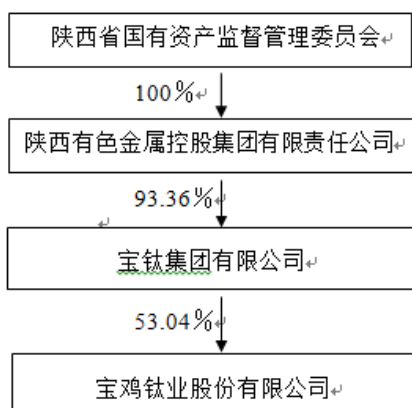 陕西省国有资产监督管理委员会
100％
陕西有色金属控股集团有限责任公司
93.36％
宝钛集团有限公司
53.04％
宝鸡钛业股份有限公司